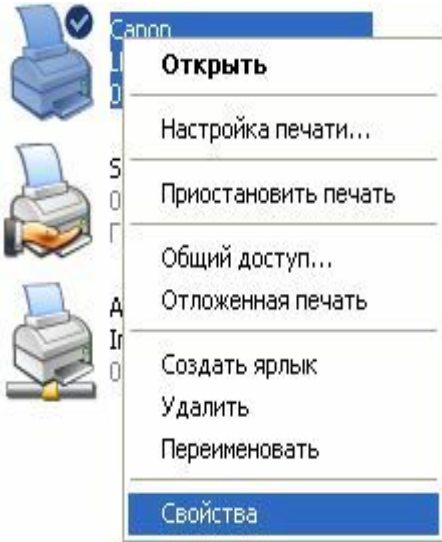 Canon
Открыть
Настройка печати...
Приостановить печать
Общий доступ...
Отложенная печать
Создать ярлык
Удалить
Переименовать
Свойства